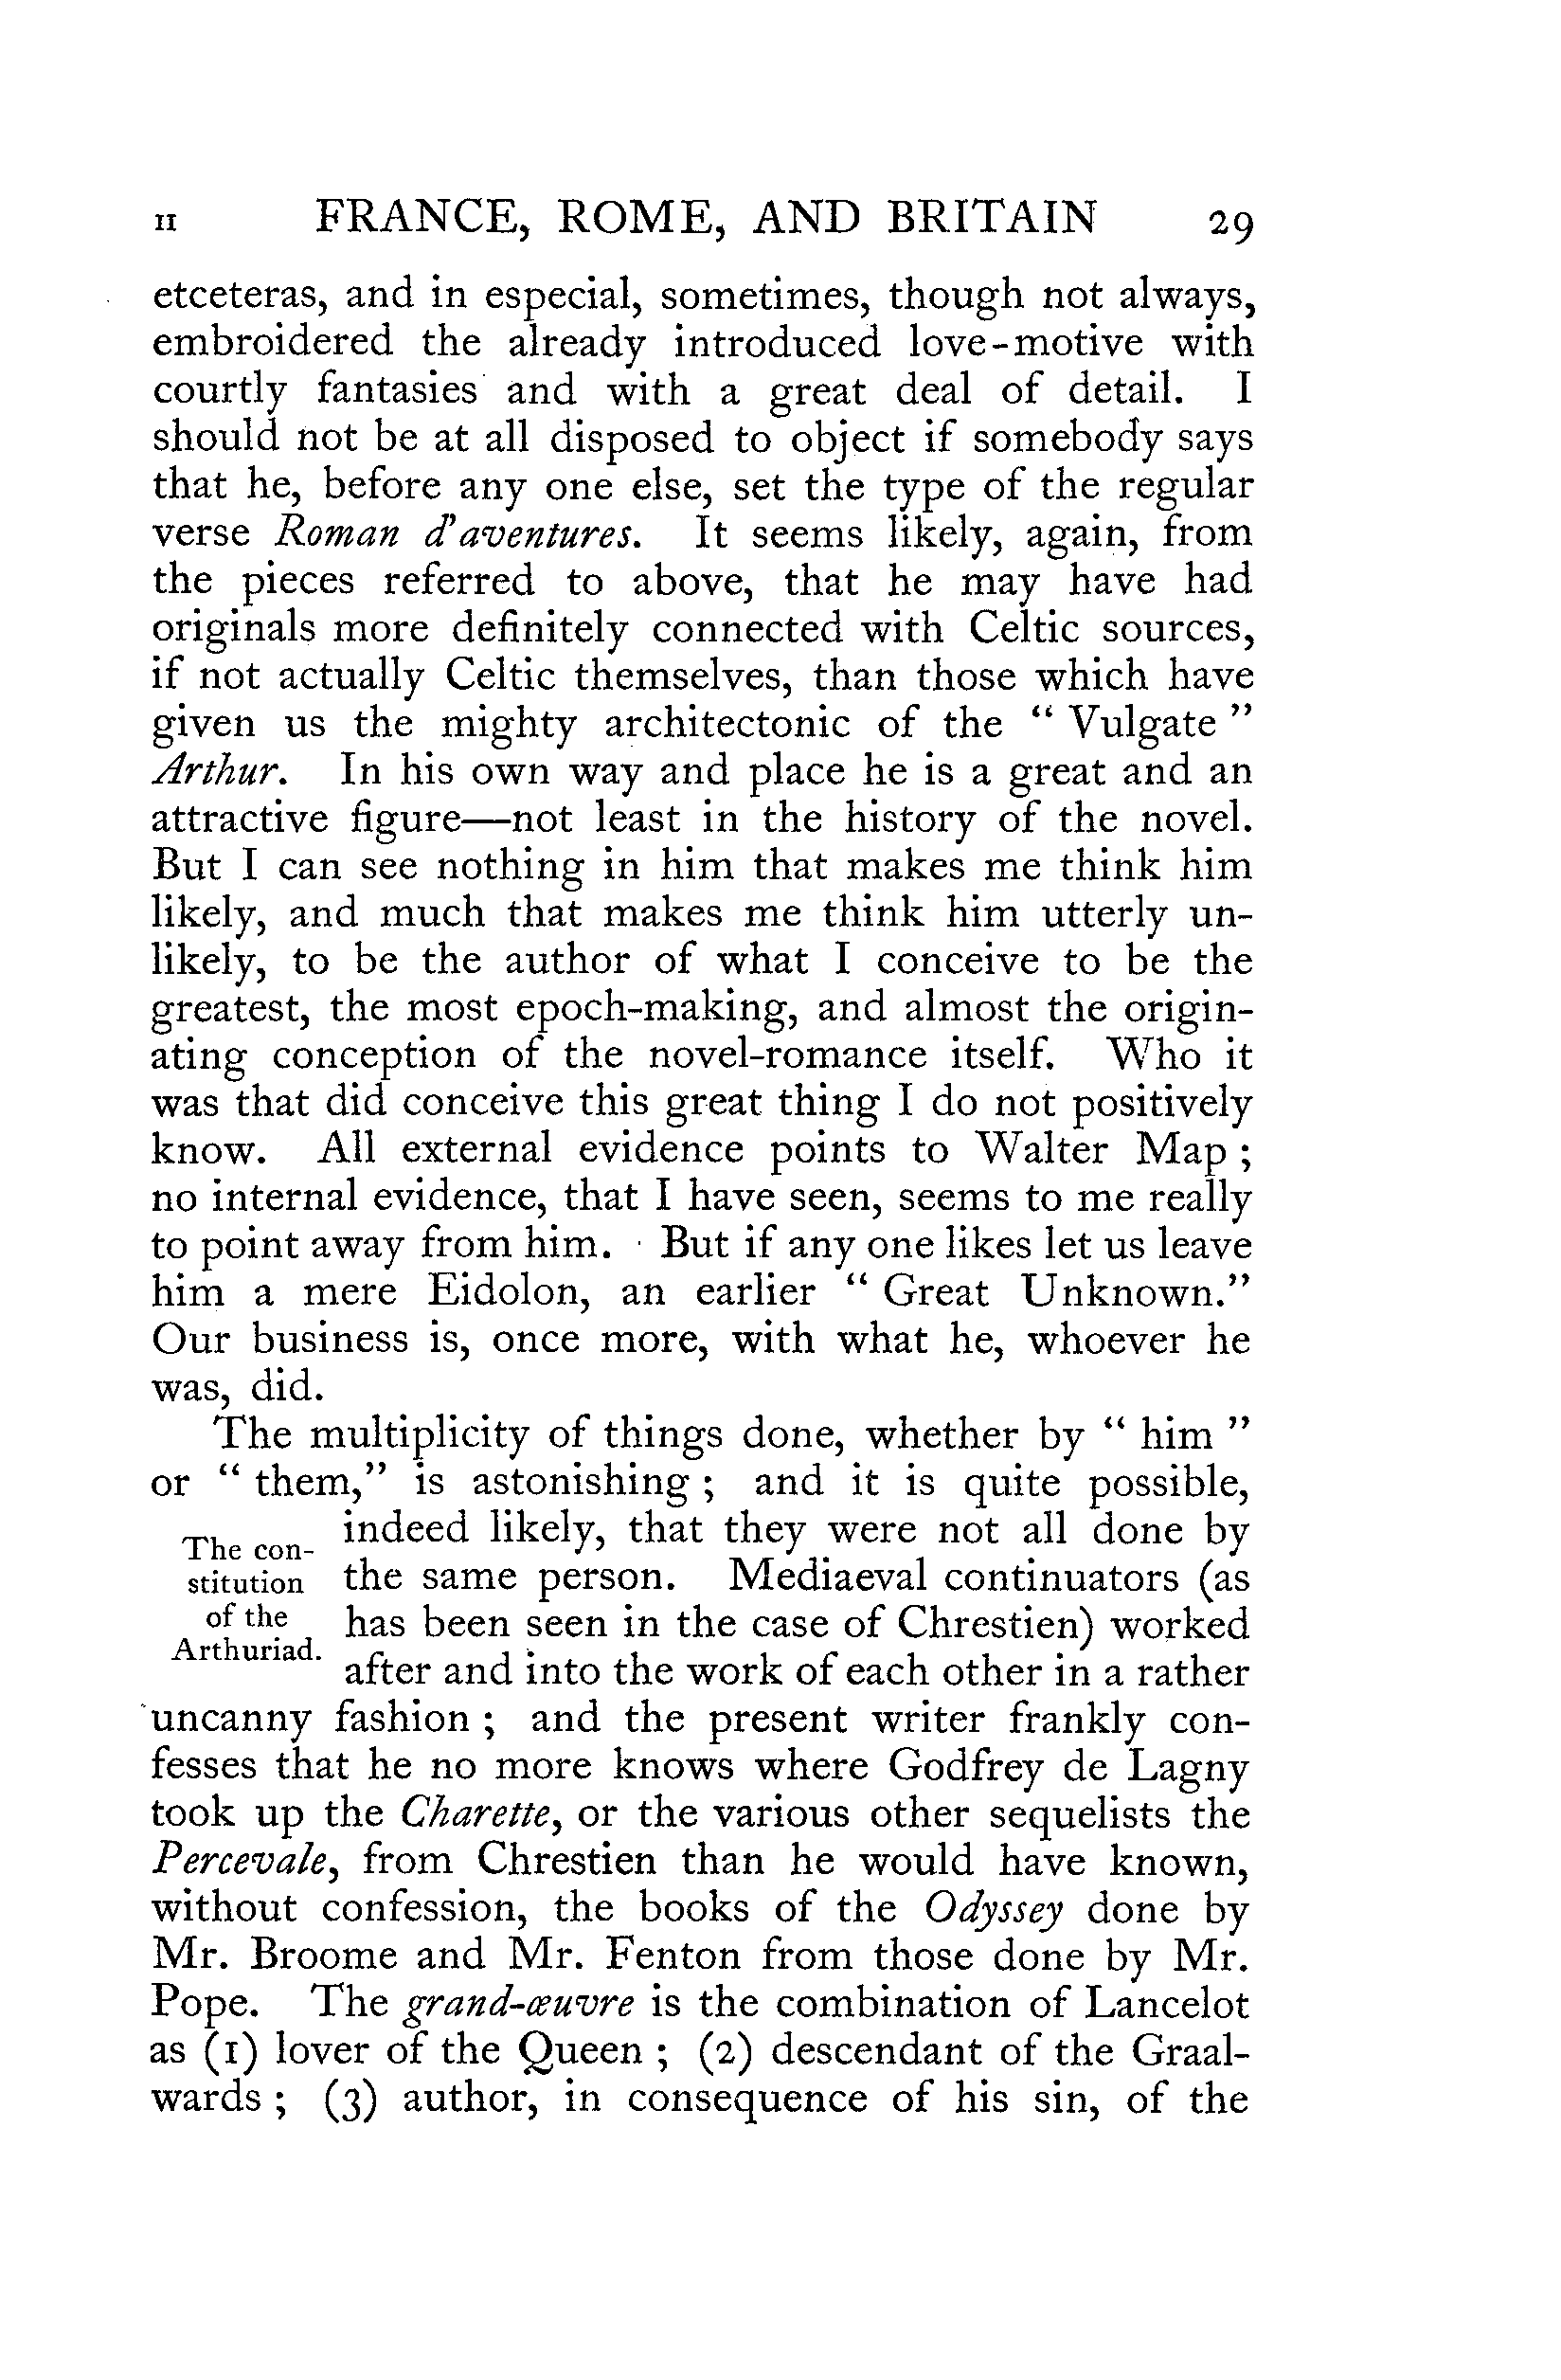 II FRANCE, ROME, AND BRITAIN 29
etceteras, and in especial, sometimes, though not always,
embroidered the already introduced love-motive with
courtly fantasies and with a great deal of detail. I
should not be at all disposed to object if somebody says
that he, before any one else, set the type of the regular
verse Roman d'aventures. It seems likely, again, from
the pieces referred to above, that he may have had
originals more definitely connected with Celtic sources,
if not actually Celtic themselves, than those which have
given us the mighty architectonic of the “ Vulgate ”
Arthur. In his own way and place he is a great and an
attractive figure—not least in the history of the novel.
But I can see nothing in him that makes me think him
likely, and much that makes me think him utterly un-
likely, to be the author of what I conceive to be the
greatest, the most epoch-making, and almost the origin-
ating conception of the novel-romance itself. Who it
was that did conceive this great thing I do not positively
know. All external evidence points to Walter Map ;
no internal evidence, that I have seen, seems to me really
to point away from him. But if any one likes let us leave
him a mere Eidolon, an earlier “ Great Unknown.”
Our business is, once more, with what he, whoever he
was, did.
The multiplicity of things done, whether by “ him ”
or “ them,” is astonishing ; and it is quite possible,
indeed likely, that they were not all done by
The con-
stitution
of the
Arthuriad.
the same person. Mediaeval continuators (as
has been seen in the case of Chrestien) worked
after and into the work of each other in a rather
uncanny fashion ; and the present writer frankly con-
fesses that he no more knows where Godfrey de Lagny
took up the Charette, or the various other sequelists the
Percevale, from Chrestien than he would have known,
without confession, the books of the Odyssey done by
Mr. Broome and Mr. Fenton from those done by Mr.
Pope. The grand-œuvre is the combination of Lancelot
as (1) lover of the Queen ; (2) descendant of the Graal-
wards ; (3) author, in consequence of his sin, of the